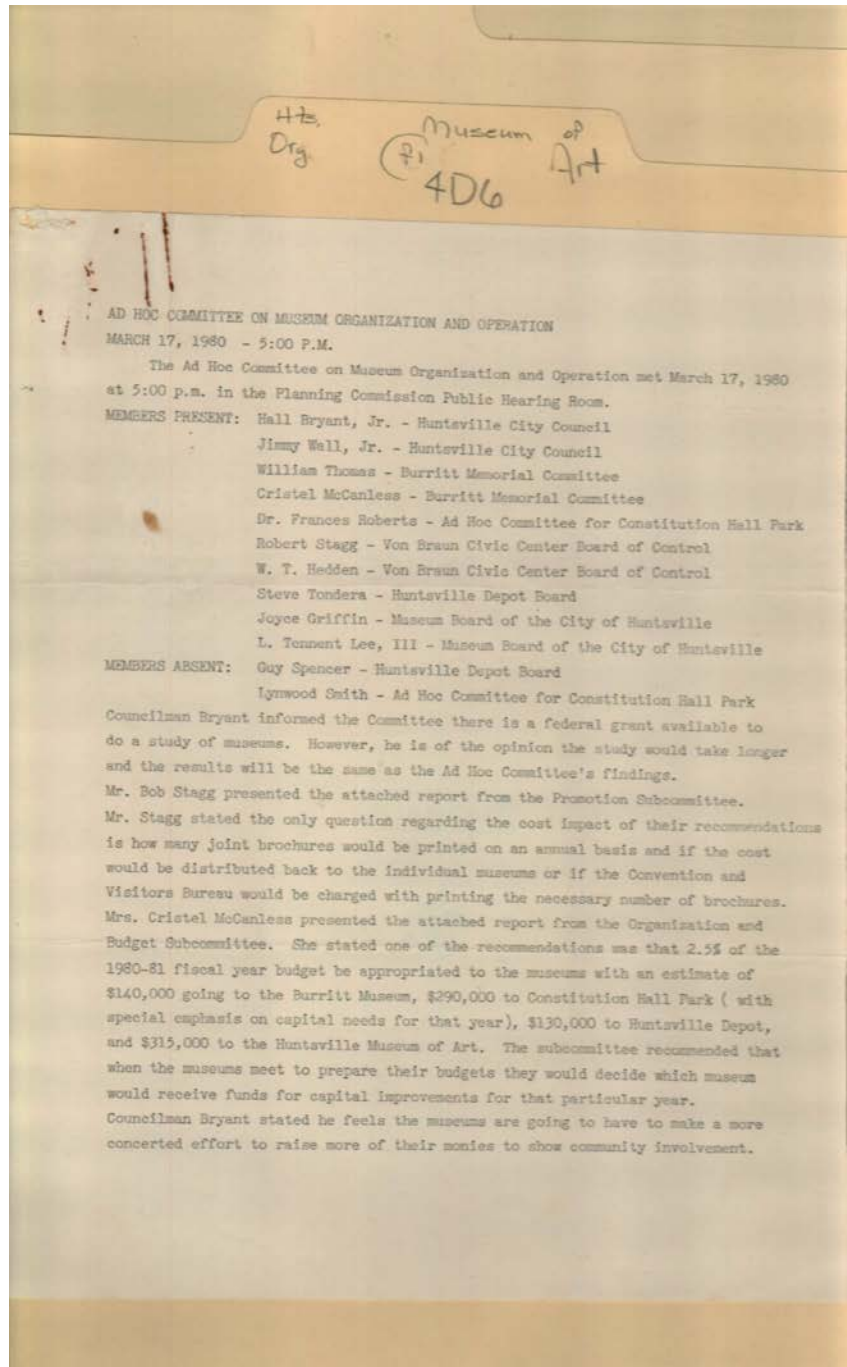 Hts. Museum of
Org. Art
4D6
AD HOC COMMITTEE ON MUSEUM ORGANIZATION AND OPERATION
MARCH 17, 1980 - 5:00 P.M.
The Ad Hoc Committee on Museum Organization and Operation met March 17, 1980
at 5:00 p.m. in the Planning Commission Public Hearing Room.
MEMBERS PRESENT: Hall Bryant, Jr. - Huntsville City Council
Jimmy Wall, Jr. - Huntsville City Council
William Thomas - Burritt Memorial Committee
Cristel McCanless - Burritt Memorial Committee
Dr. Frances Roberts - Ad Hoc Committee for Constitution Hall Park
Robert Stagg - Von Braun Civic Center Board of Control
W. T. Hedden - Von Braun Civic Center Board of Control
Steve Tondera - Huntsville Depot Board
Joyce Griffin - Museum Board of the City of Huntsville
L. Tennent Lee, III - Museum Board of the City of Huntsville
MEMBERS ABSENT: Guy Spencer - Huntsville Depot Board
Lynwood Smith - Ad Hoc Committee for Constitution Hall Park
Councilman Bryant informed the Committee there is a federal grant available to
do a study of museums. However, he is of the opinion the study would take longer
and the results will be the same as the Ad Hoc Committee's findings.
Mr. Bob Stagg presented the attached report from the Promotion Subcommittee.
Mr. Stagg stated the only question regarding the cost impact of their recommendations
is how many joint brochures would be printed on an annual basis and if the cost
would be distributed back to the individual museums or if the Convention and
Visitors Bureau would be charged with printing the necessary number of brochures.
Mrs. Cristel McCanless presented the attached report from the Organization and
Budget Subcommittee. She stated one of the recommendations was that 2.5% of the
1980-81 fiscal year budget be appropriated to the museums with an estimate of
$140,000 going to the Burritt Museum, $290,000 to Constitution Hall Park ( with
special emphasis on capital needs for that year), $130,000 to Huntsville Depot,
and $315,000 to the Huntsville Museum of Art. The subcommittee recommended that
when the museums meet to prepare their budgets they would decide which museum
would receive funds for capital improvements for that particular year.
Councilman Bryant stated he feels the museums are going to have to make a more
concerted effort to raise more of their monies to show community involvement.